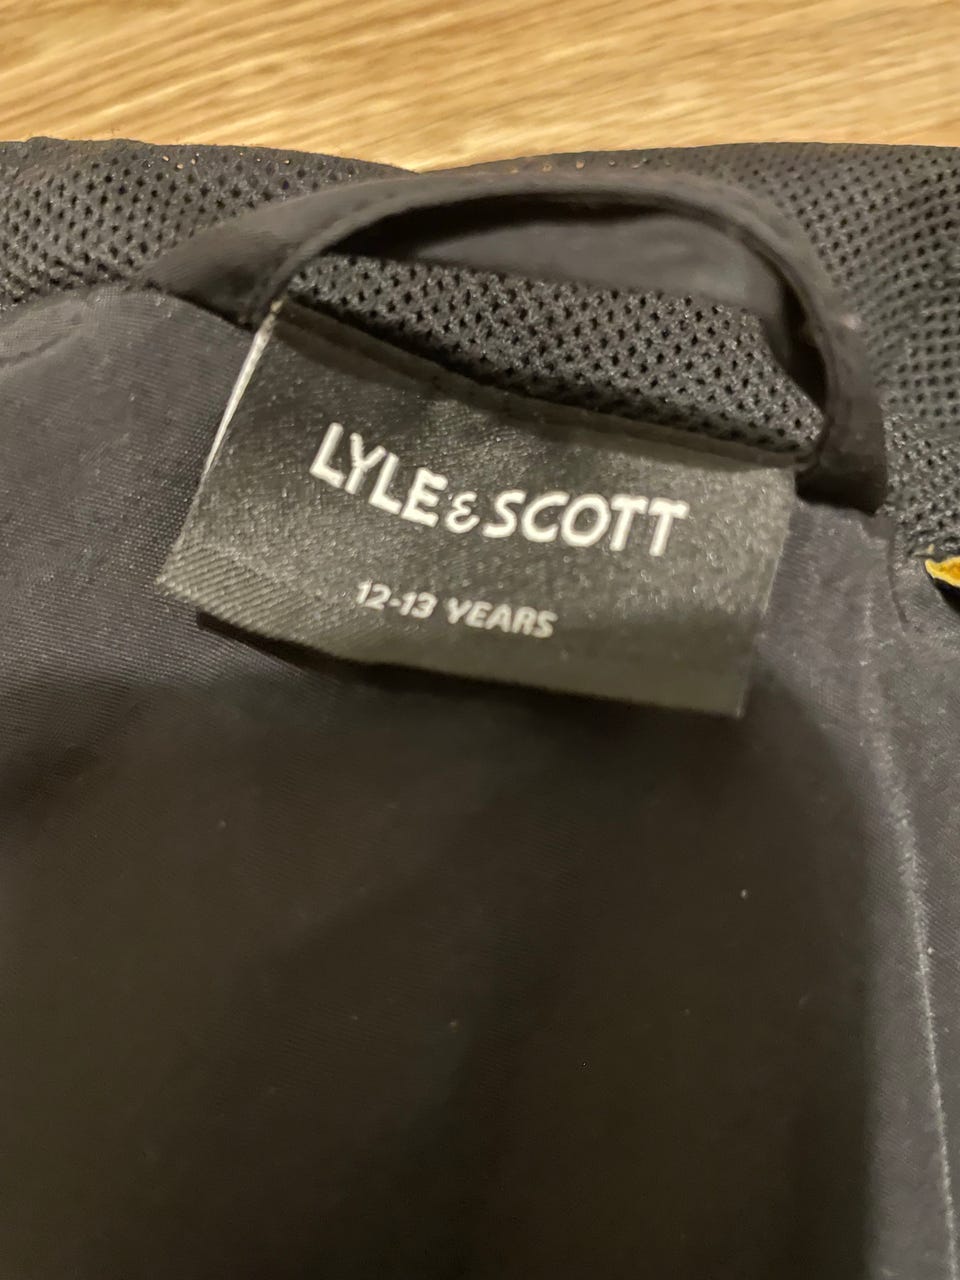 LYLE & SCOTT
12-13 YEARS